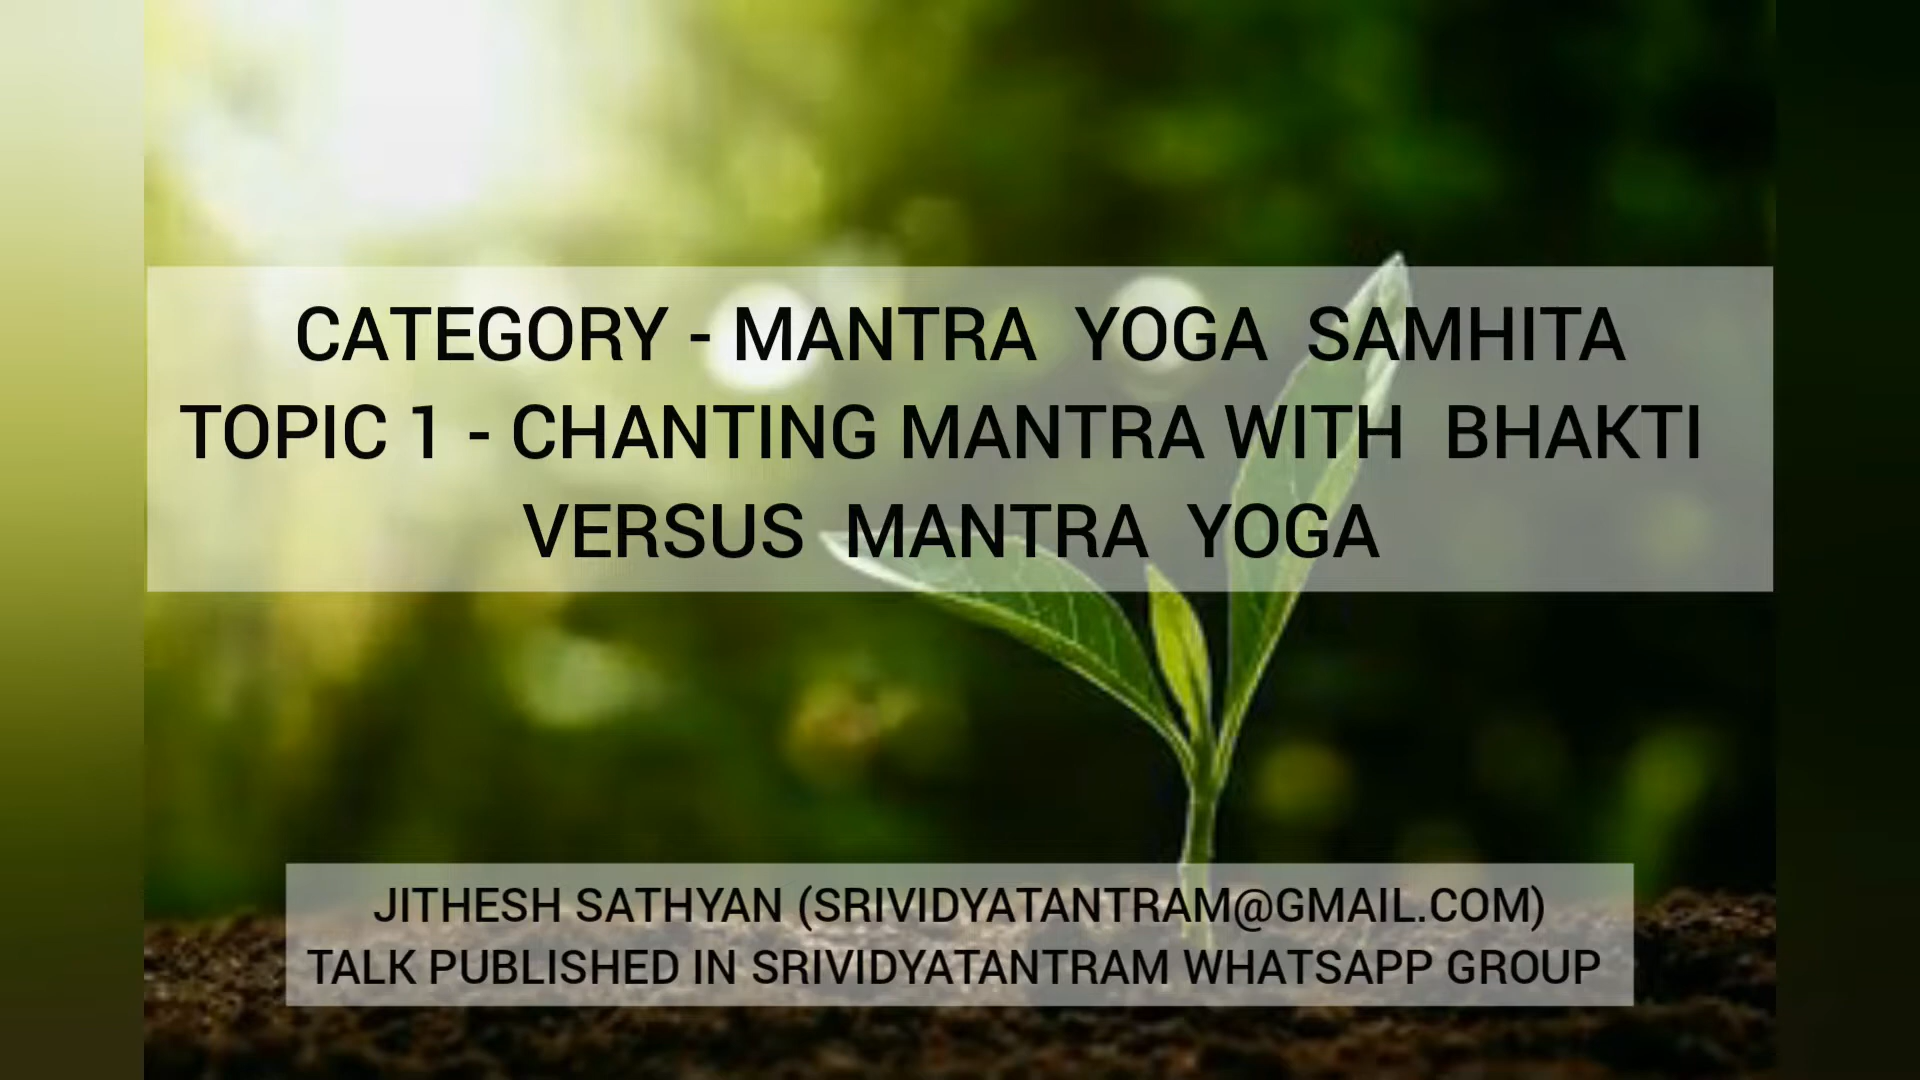 CATEGORY - MANTRA YOGA SAMHITA
TOPIC 1 - CHANTING MANTRA WITH BHAKTI
VERSUS MANTRA YOGA
JITHESH SATHYAN (SRIVIDYATANTRAM@GMAIL.COM)
TALK PUBLISHED IN SRIVIDYATANTRAM WHATSAPP GROUP